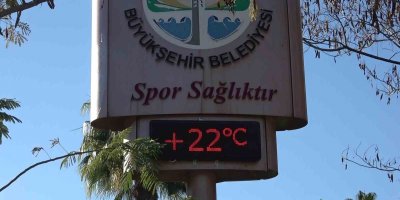 BÜYÜKŞEHİR BELEDİYESİ
Spor Sağlıktır
+22°C